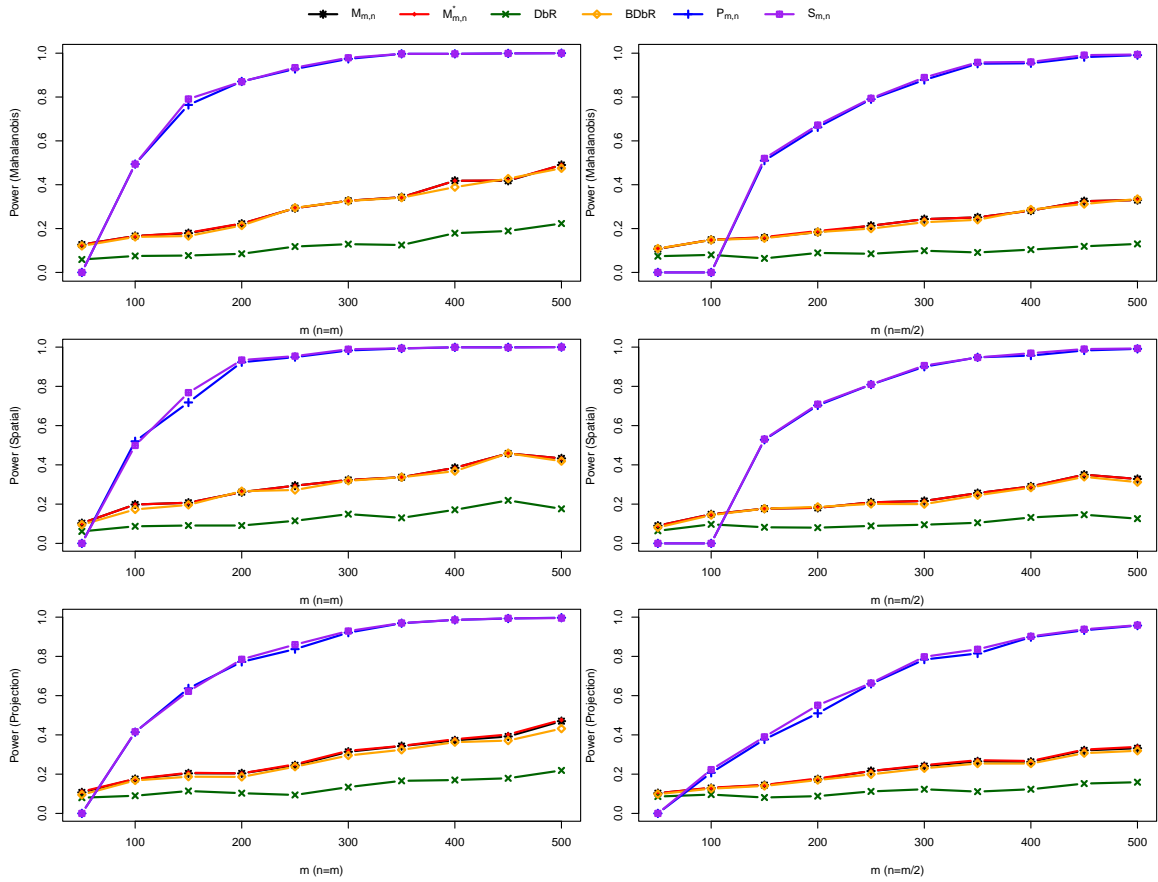 M_{m,n} M^*_{m,n} DbR BDbR P_{m,n} S_{m,n}
Power (Mahalanobis)
0.0 0.2 0.4 0.6 0.8 1.0
100 200 300 400 500
m (n=m)
Power (Mahalanobis)
0.0 0.2 0.4 0.6 0.8 1.0
100 200 300 400 500
m (n=m/2)
Power (Spatial)
0.0 0.2 0.4 0.6 0.8 1.0
100 200 300 400 500
m (n=m)
Power (Spatial)
0.0 0.2 0.4 0.6 0.8 1.0
100 200 300 400 500
m (n=m/2)
Power (Projection)
0.0 0.2 0.4 0.6 0.8 1.0
100 200 300 400 500
m (n=m)
Power (Projection)
0.0 0.2 0.4 0.6 0.8 1.0
100 200 300 400 500
m (n=m/2)